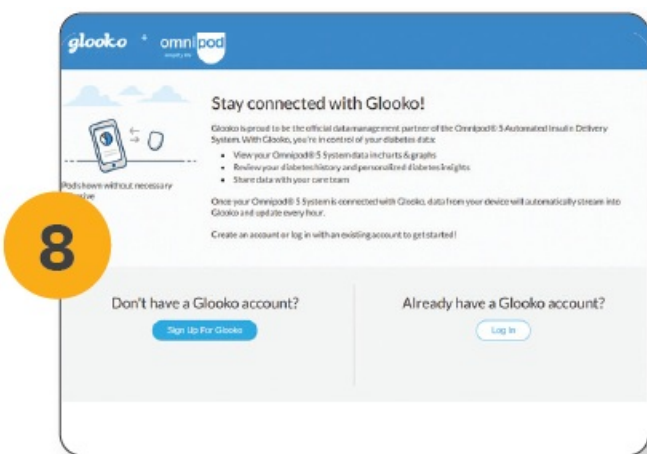 glooko + omnipod
Stay connected with Glooko!
Glooko is proud to be the official data management partner of the Omnipod® 5 Automated Insulin Delivery
System. With Glooko, you're in control of your diabetes data:
• View your Omnipod® 5 System data in charts & graphs
• Review your diabetes history and personalized diabetes insights
• Share data with your care team
Once your Omnipod® 5 System is connected with Glooko, data from your device will automatically stream into
Glooko and update every hour.
Create an account or log in with an existing account to get started!
Pod shown without necessary
8
Don't have a Glooko account?
Sign Up For Glooko
Already have a Glooko account?
Log In